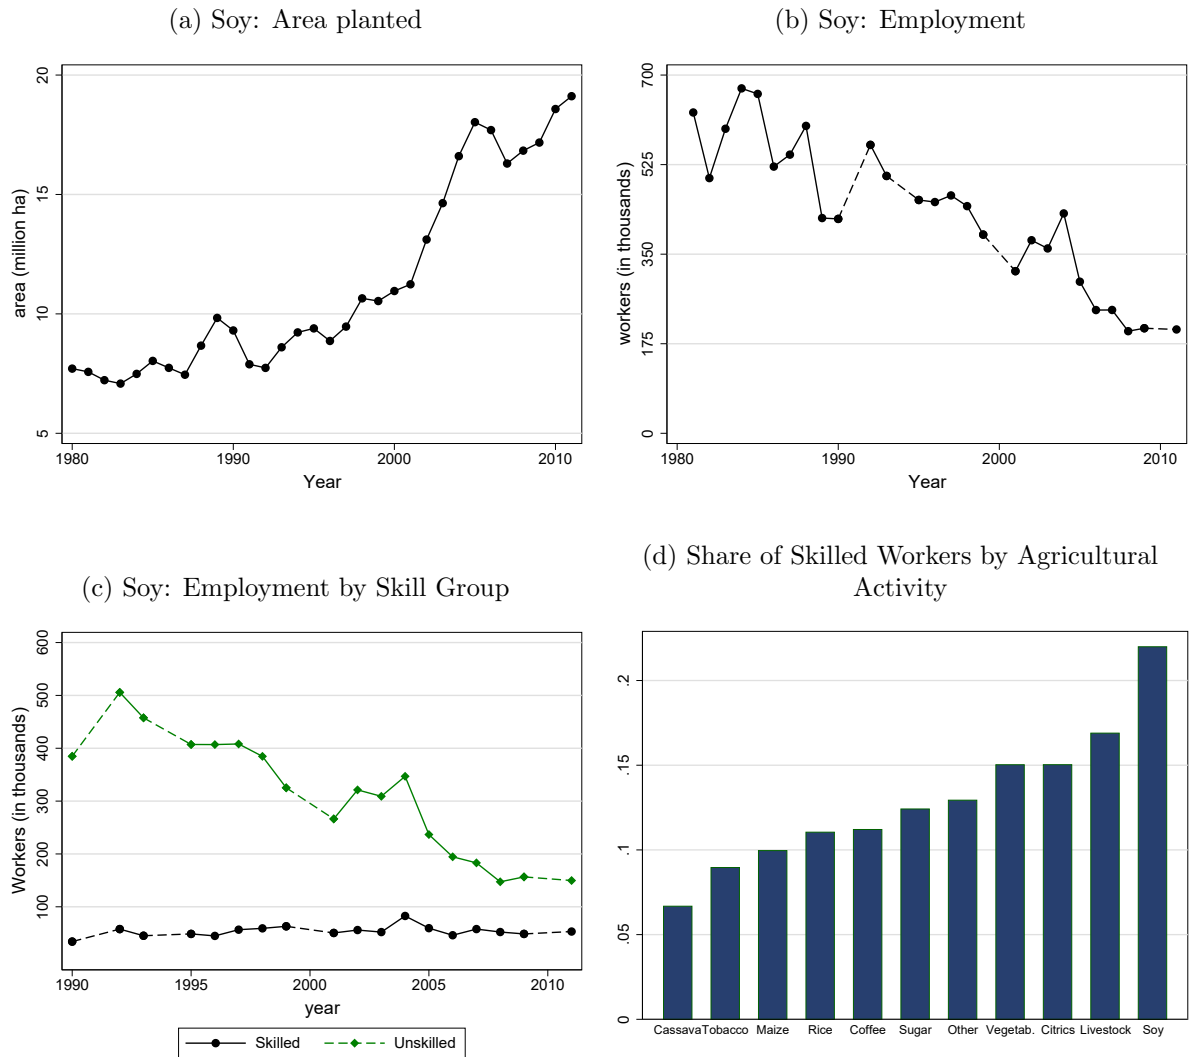 (a) Soy: Area planted
area (million ha)
20
15
10
5
1980
1990
2000
2010
Year
(b) Soy: Employment
workers (in thousands)
700
525
350
175
0
1980
1990
2000
2010
Year
(c) Soy: Employment by Skill Group
Workers (in thousands)
600
500
400
300
200
100
1990
1995
2000
2005
2010
year
Skilled
Unskilled
(d) Share of Skilled Workers by Agricultural
Activity
.2
.15
.1
.05
0
Cassava
Tobacco
Maize
Rice
Coffee
Sugar
Other
Vegetab.
Citrics
Livestock
Soy